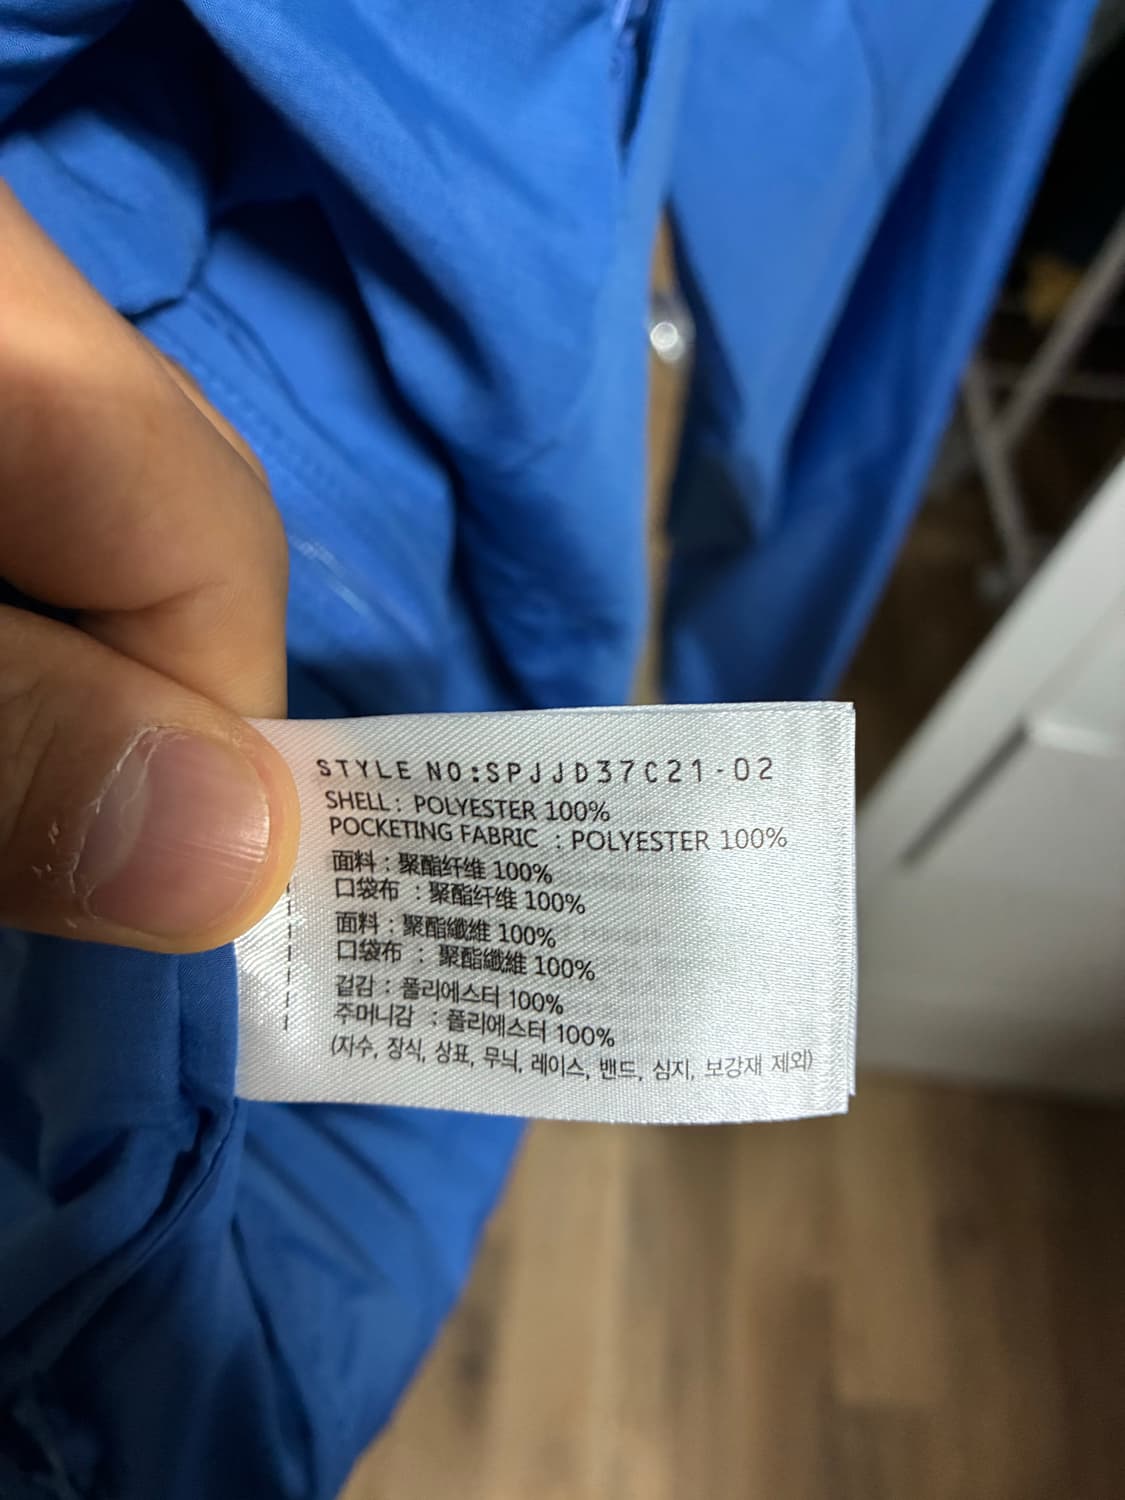 STYLE NO:SPJJD37C21-02
SHELL : POLYESTER 100%
POCKETING FABRIC : POLYESTER 100%
面料 : 聚酯纤维 100%
口袋布 : 聚酯纤维 100%
面料 : 聚酯纖維 100%
口袋布 : 聚酯纖維 100%
겉감 : 폴리에스터 100%
주머니감 : 폴리에스터 100%
(자수, 장식, 상표, 무늬, 레이스, 밴드, 심지, 보강재 제외)